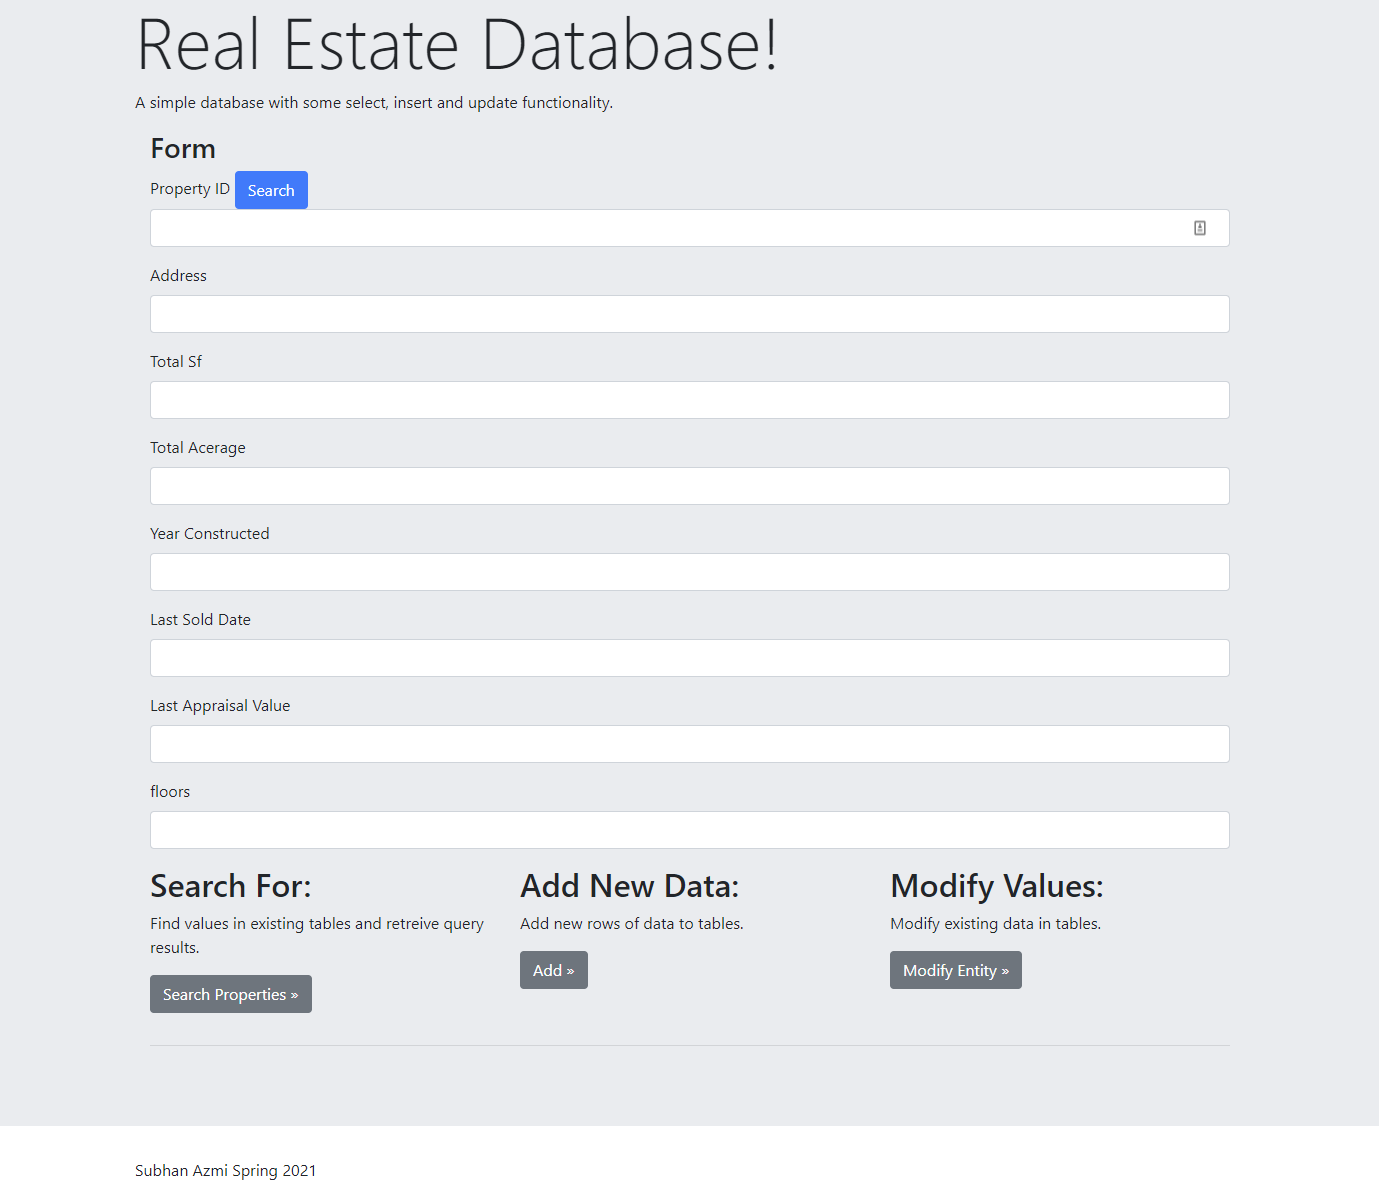 Real Estate Database!
A simple database with some select, insert and update functionality.
Form
Property ID Search
Address
Total Sf
Total Acerage
Year Constructed
Last Sold Date
Last Appraisal Value
floors
Search For:
Find values in existing tables and retreive query
results.
Search Properties »
Add New Data:
Add new rows of data to tables.
Add »
Modify Values:
Modify existing data in tables.
Modify Entity »
Subhan Azmi Spring 2021